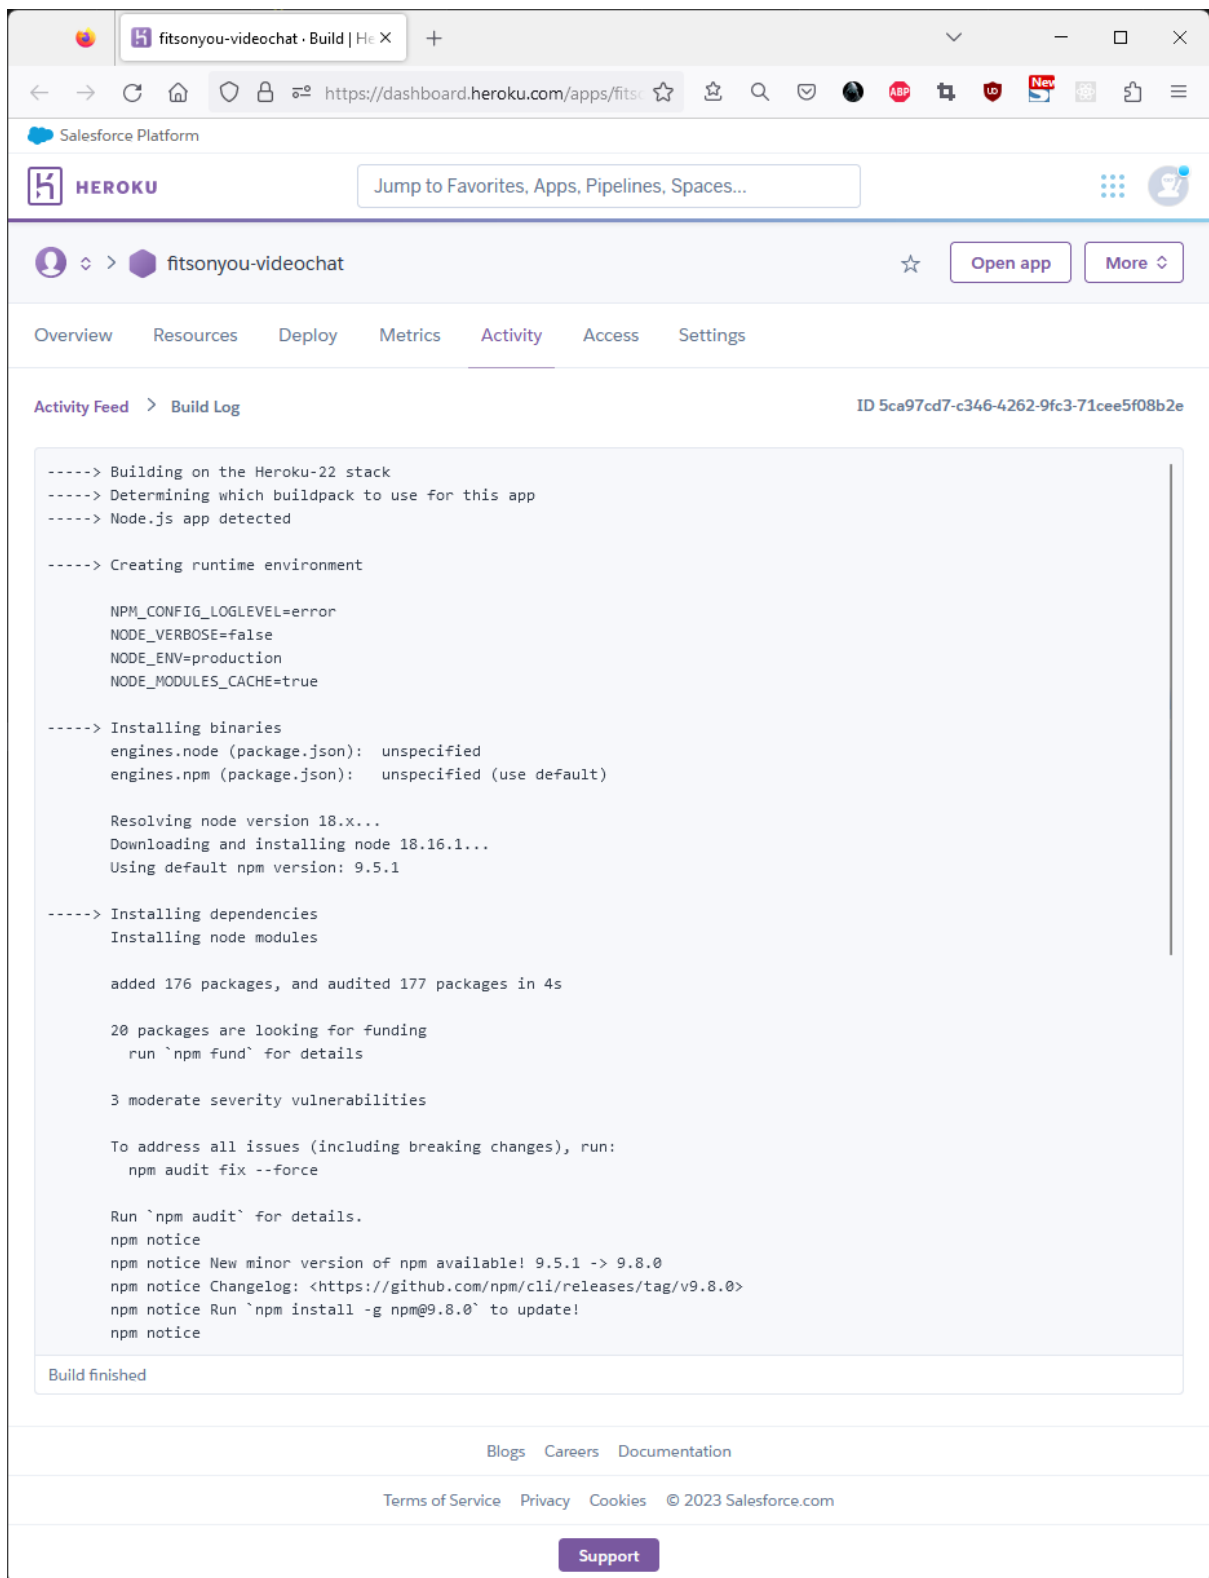 fitsonyou-videochat · Build | He
https://dashboard.heroku.com/apps/fitso
ABP
New
Salesforce Platform
HEROKU
Jump to Favorites, Apps, Pipelines, Spaces...
fitsonyou-videochat
Open app
More
Overview Resources Deploy Metrics Activity Access Settings
Activity Feed > Build Log
ID 5ca97cd7-c346-4262-9fc3-71cee5f08b2e
-----> Building on the Heroku-22 stack
-----> Determining which buildpack to use for this app
-----> Node.js app detected
-----> Creating runtime environment
NPM_CONFIG_LOGLEVEL=error
NODE_VERBOSE=false
NODE_ENV=production
NODE_MODULES_CACHE=true
-----> Installing binaries
engines.node (package.json):  unspecified
engines.npm (package.json):   unspecified (use default)
Resolving node version 18.x...
Downloading and installing node 18.16.1...
Using default npm version: 9.5.1
-----> Installing dependencies
Installing node modules
added 176 packages, and audited 177 packages in 4s
20 packages are looking for funding
run `npm fund` for details
3 moderate severity vulnerabilities
To address all issues (including breaking changes), run:
npm audit fix --force
Run `npm audit` for details.
npm notice
npm notice New minor version of npm available! 9.5.1 -> 9.8.0
npm notice Changelog: <https://github.com/npm/cli/releases/tag/v9.8.0>
npm notice Run `npm install -g npm@9.8.0` to update!
npm notice
Build finished
Blogs Careers Documentation
Terms of Service Privacy Cookies © 2023 Salesforce.com
Support